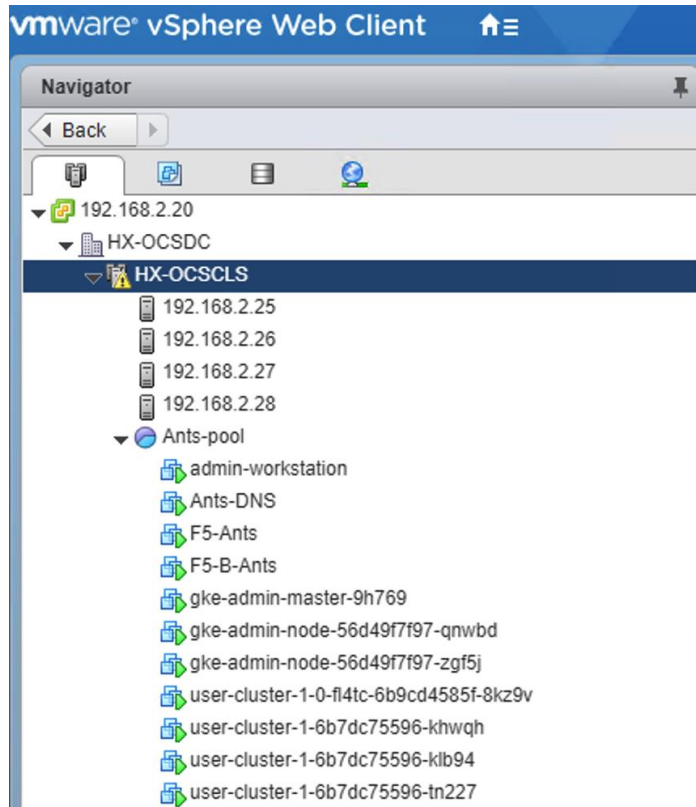 vmware® vSphere Web Client
Navigator
Back
192.168.2.20
HX-OCSDC
HX-OCSCLS
192.168.2.25
192.168.2.26
192.168.2.27
192.168.2.28
Ants-pool
admin-workstation
Ants-DNS
F5-Ants
F5-B-Ants
gke-admin-master-9h769
gke-admin-node-56d49f7f97-qnwbd
gke-admin-node-56d49f7f97-zgf5j
user-cluster-1-0-fl4tc-6b9cd4585f-8kz9v
user-cluster-1-6b7dc75596-khwqh
user-cluster-1-6b7dc75596-klb94
user-cluster-1-6b7dc75596-tn227